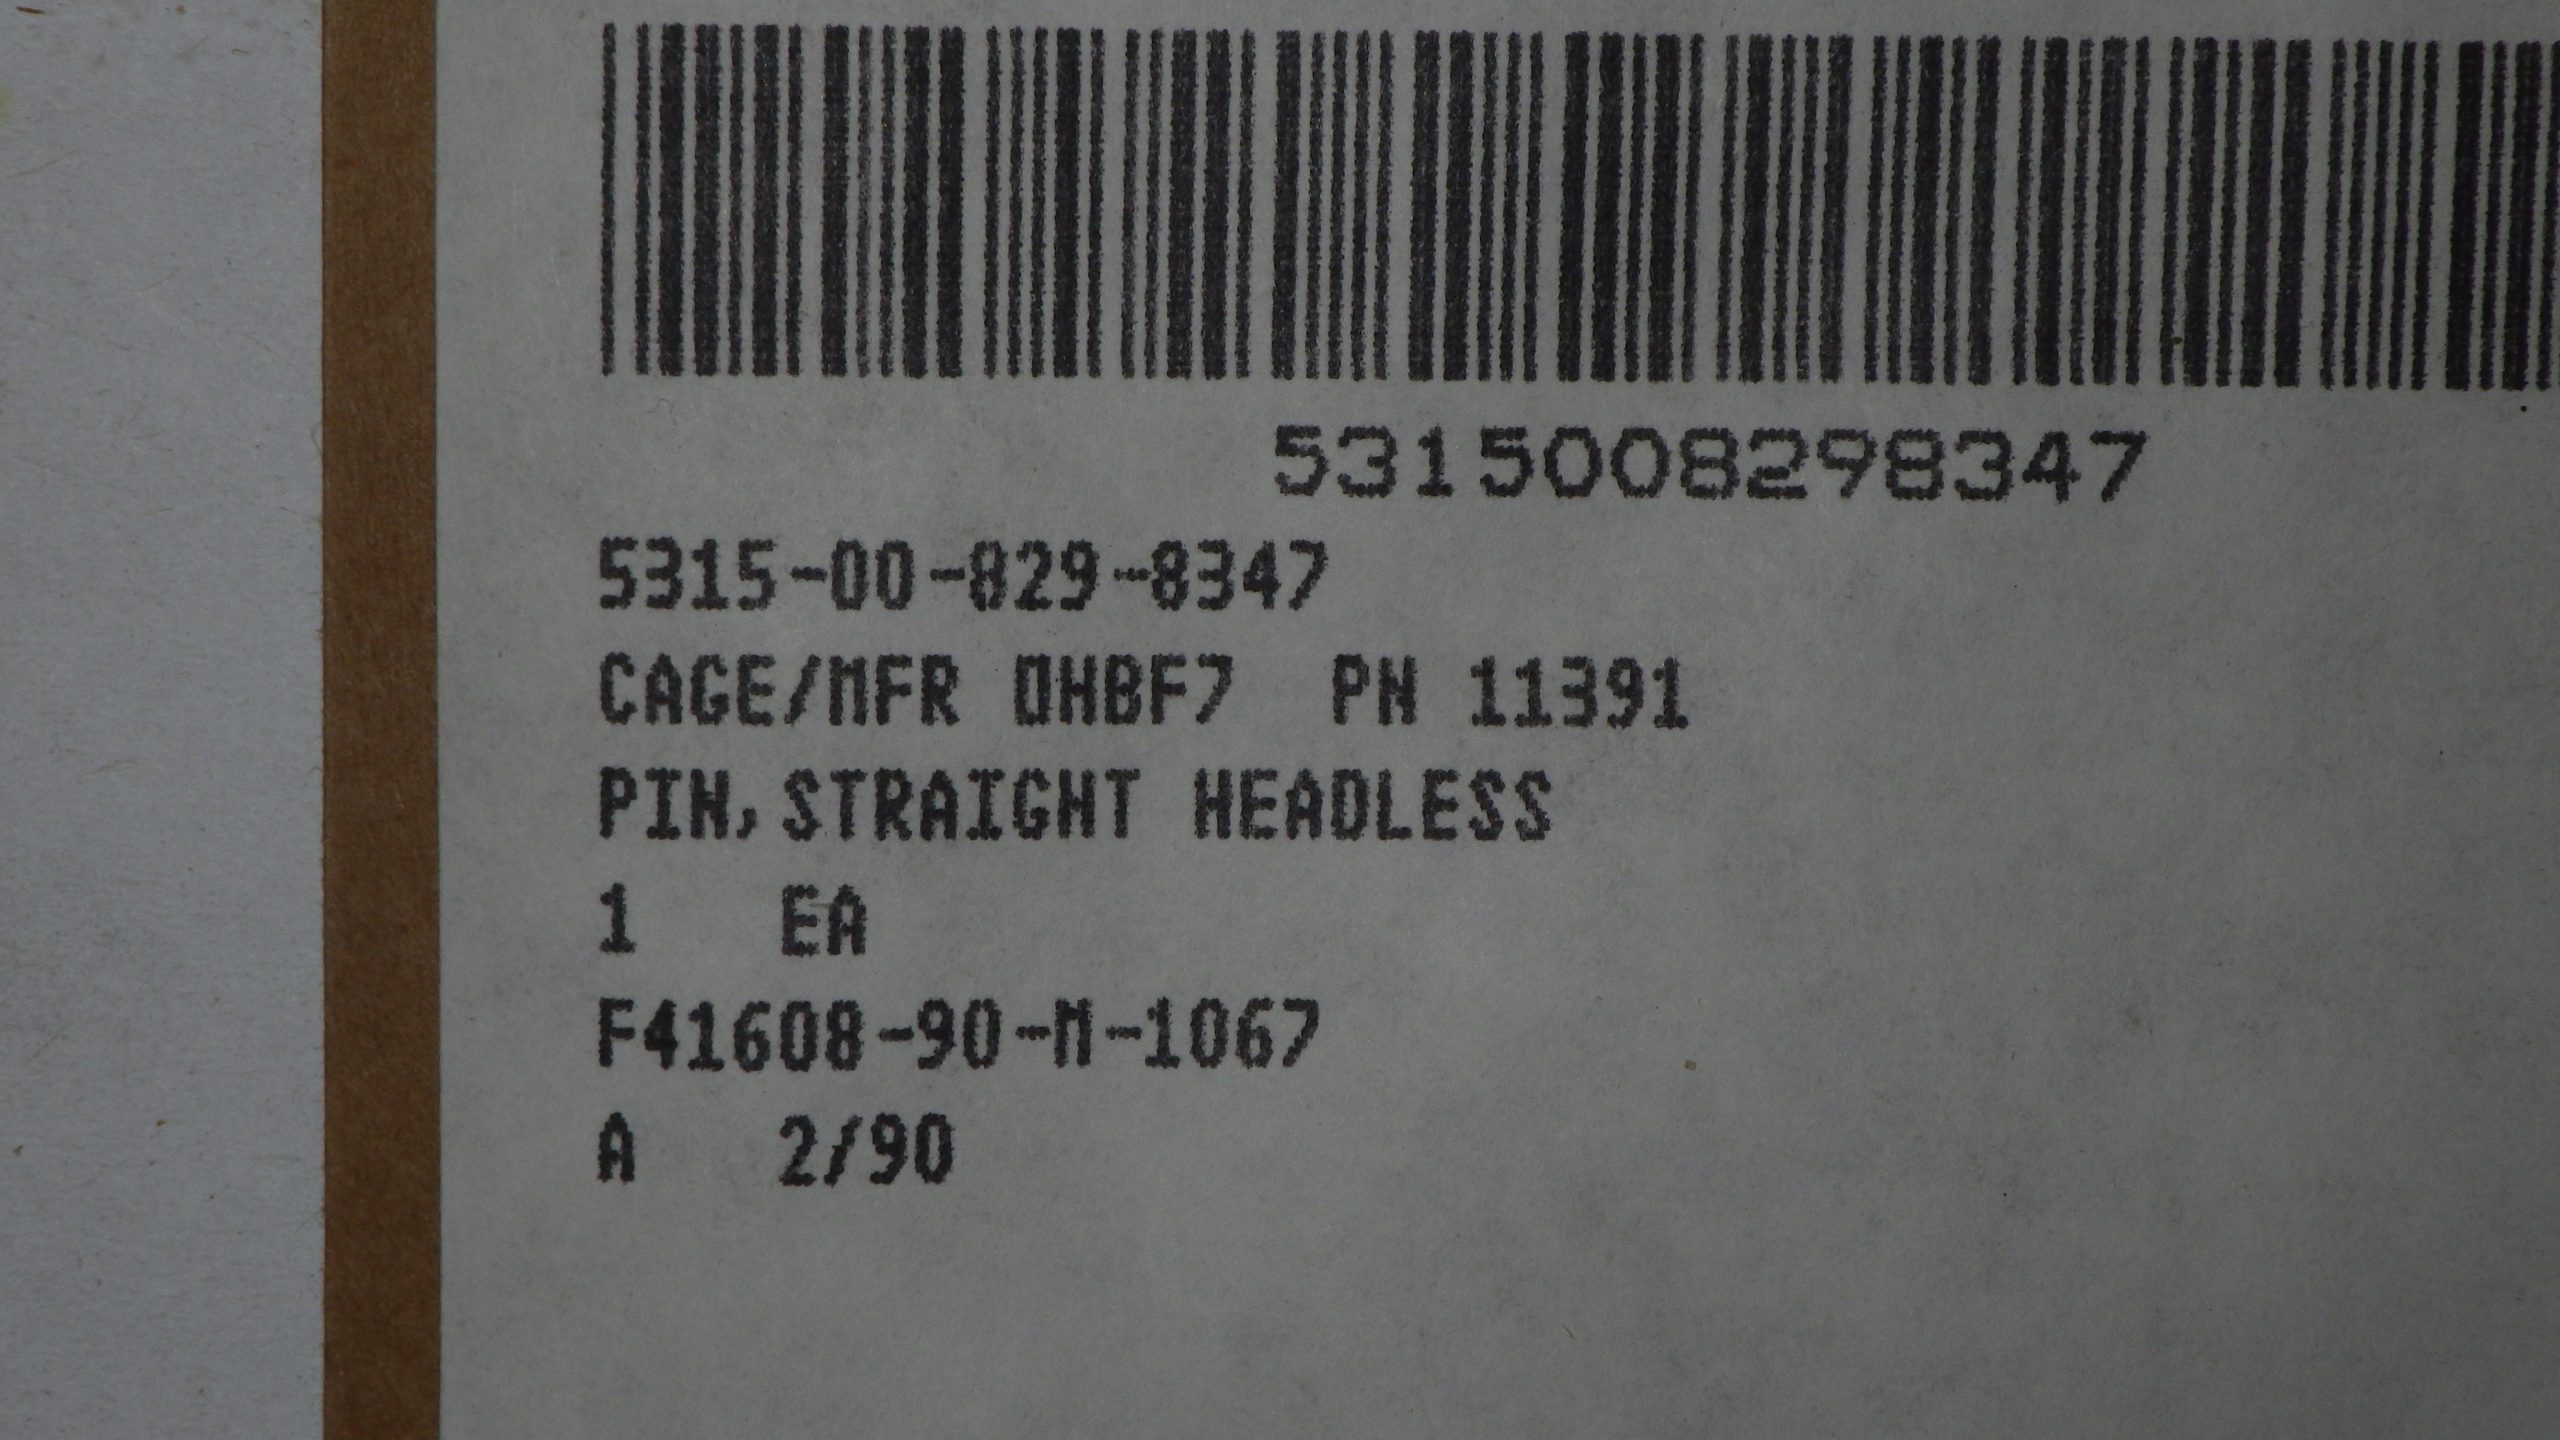 5315008298347
5315-00-829-8347
CAGE/MFR 0HBF7 PN 11391
PIN, STRAIGHT HEADLESS
1 EA
F41608-90-M-1067
A 2/90